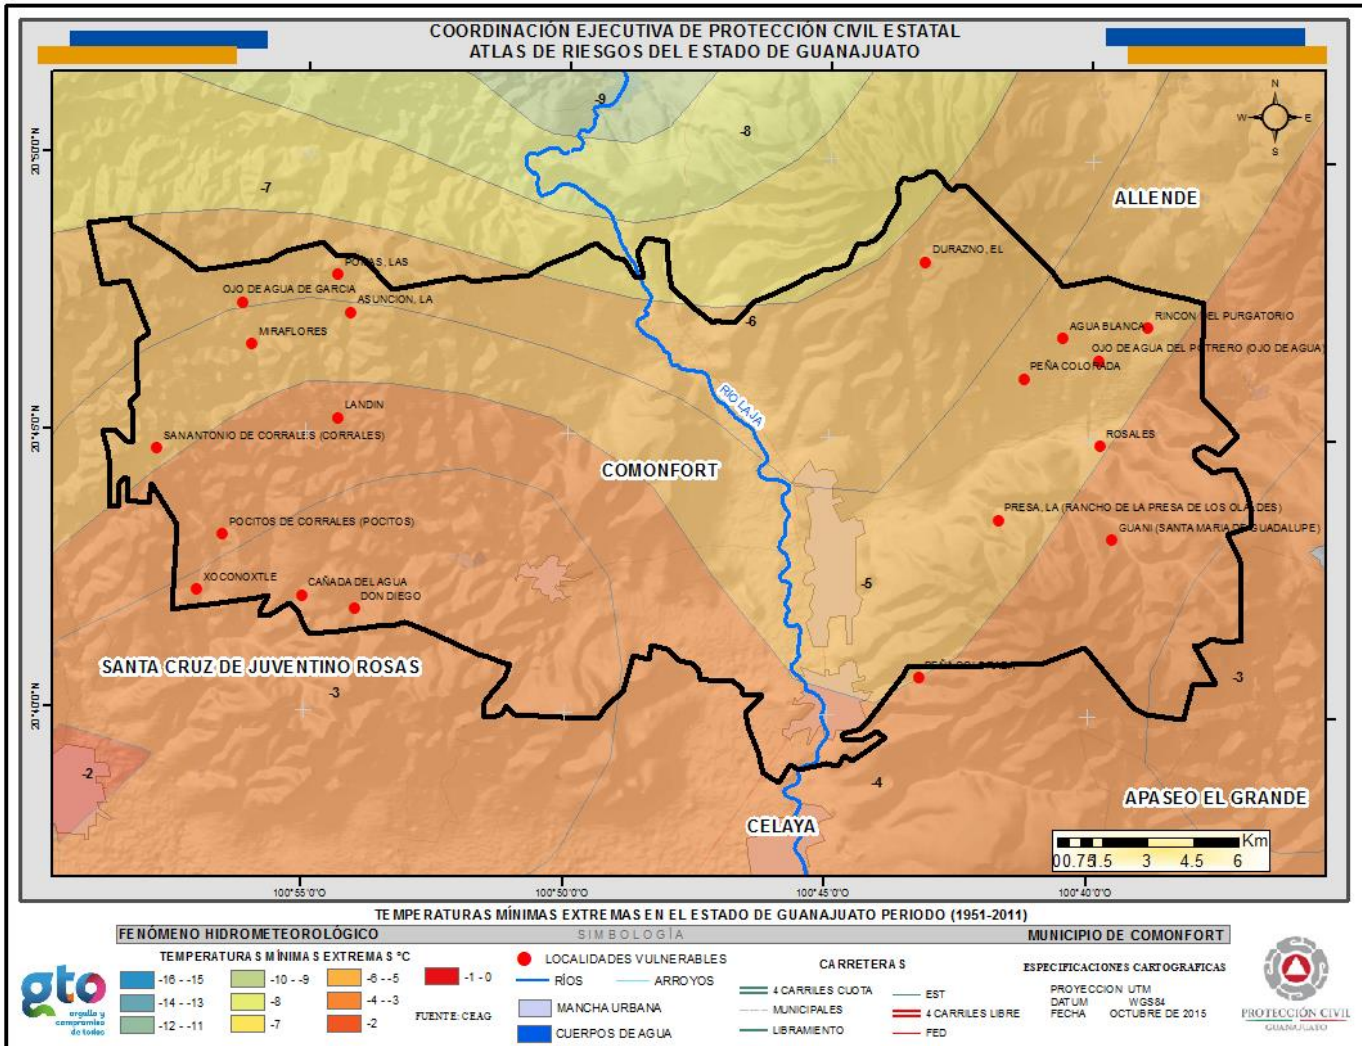 COORDINACIÓN EJECUTIVA DE PROTECCIÓN CIVIL ESTATAL
ATLAS DE RIESGOS DEL ESTADO DE GUANAJUATO
N
W E
S
-9
-8
-7
ALLENDE
20°50'0"N
DURAZNO, EL
POMAS, LAS
OJO DE AGUA DE GARCIA
ASUNCION, LA
-6
RINCON DEL PURGATORIO
AGUA BLANCA
MIRAFLORES
OJO DE AGUA DEL POTRERO (OJO DE AGUA)
PEÑA COLORADA
RÍO LAJA
LANDIN
20°45'0"N
SAN ANTONIO DE CORRALES (CORRALES)
ROSALES
COMONFORT
PRESA, LA (RANCHO DE LA PRESA DE LOS OLALDES)
POCITOS DE CORRALES (POCITOS)
GUANI (SANTA MARIA DE GUADALUPE)
XOCONOXTLE
CAÑADA DEL AGUA
-5
DON DIEGO
SANTA CRUZ DE JUVENTINO ROSAS
PEÑA COLORADA
-3
-3
20°40'0"N
-2
-4
APASEO EL GRANDE
CELAYA
Km
0 0.75 1.5 3 4.5 6
100°55'0"O 100°50'0"O 100°45'0"O 100°40'0"O
TEMPERATURAS MÍNIMAS EXTREMAS EN EL ESTADO DE GUANAJUATO PERIODO (1951-2011)
FENÓMENO HIDROMETEOROLÓGICO SIMBOLOGÍA MUNICIPIO DE COMONFORT
TEMPERATURAS MÍNIMAS EXTREMAS °C
-16 - -15
-14 - -13
-12 - -11
-10 - -9
-8
-7
-6 - -5
-4 - -3
-2
-1 - 0
FUENTE: CEAG
LOCALIDADES VULNERABLES
RÍOS ARROYOS
MANCHA URBANA
CUERPOS DE AGUA
CARRETERAS
4 CARRILES CUOTA
MUNICIPALES
LIBRAMIENTO
EST
4 CARRILES LIBRE
FED
ESPECIFICACIONES CARTOGRAFICAS
PROYECCION UTM
DATUM WGS84
FECHA OCTUBRE DE 2015
gto
orgullo y
compromiso
de todos
PROTECCIÓN CIVIL
GUANAJUATO